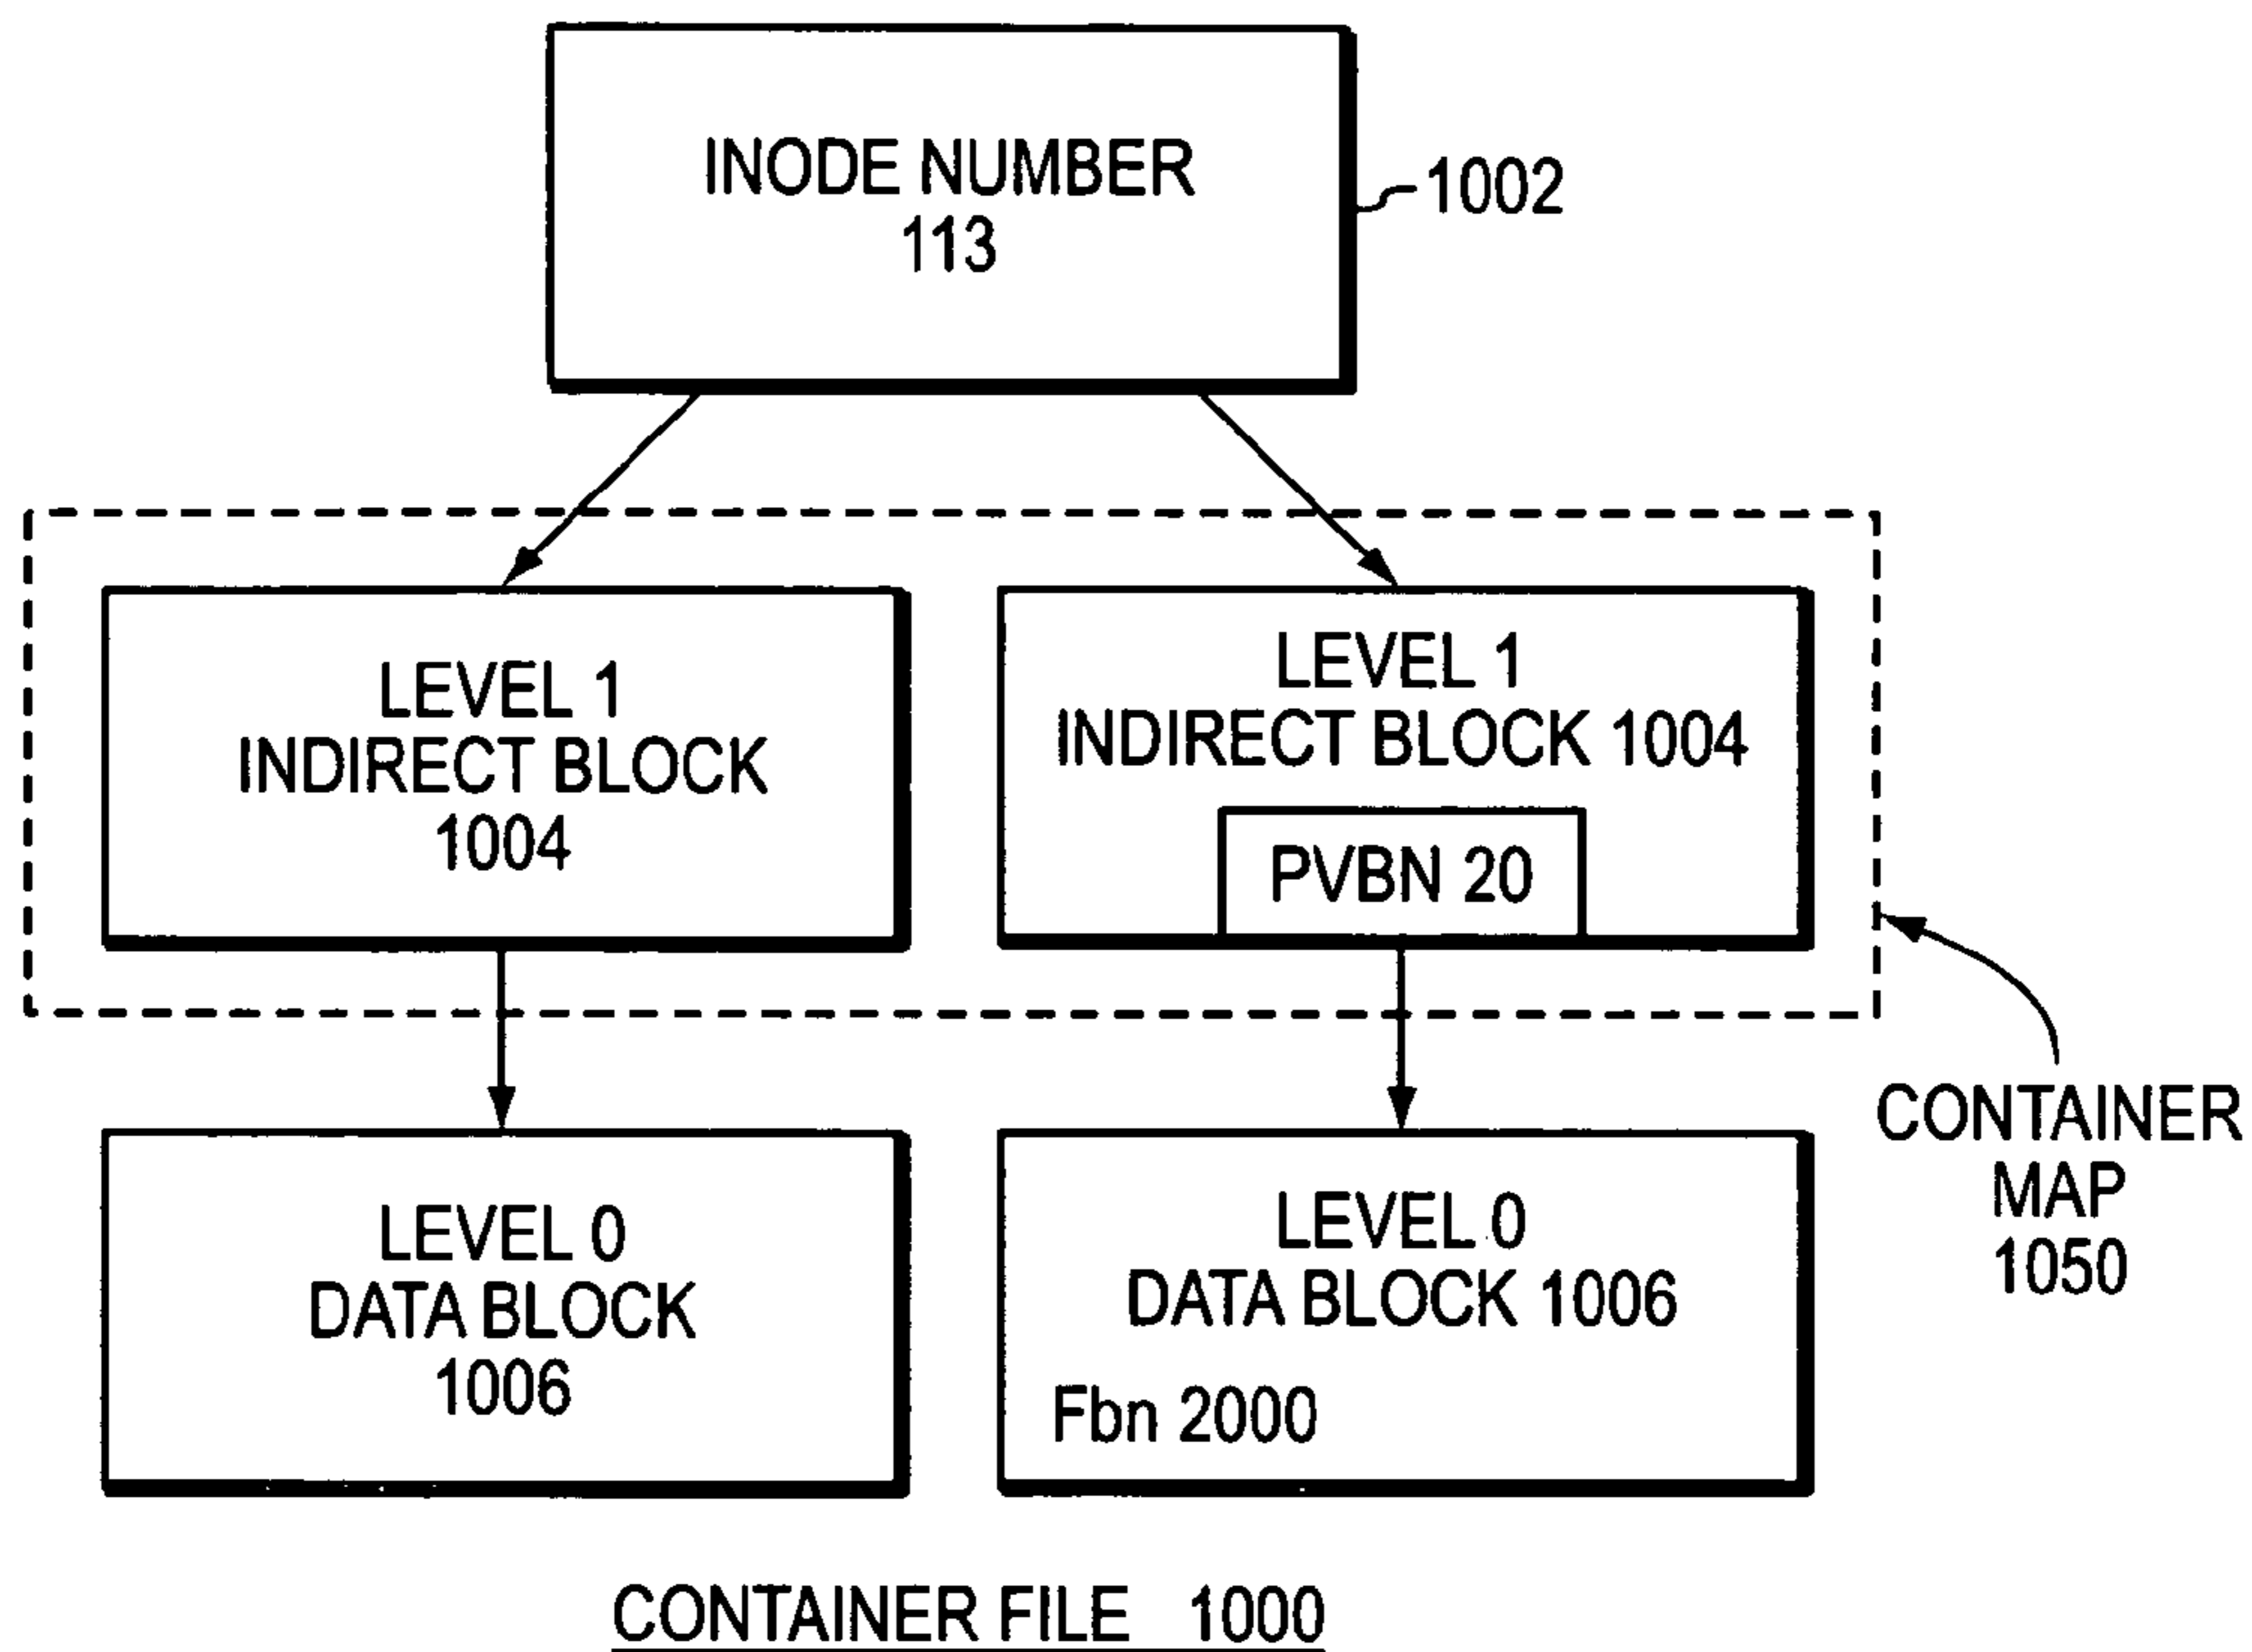 INODE NUMBER
113
1002
LEVEL 1
INDIRECT BLOCK
1004
LEVEL 1
INDIRECT BLOCK 1004
PVBN 20
CONTAINER
MAP
1050
LEVEL 0
DATA BLOCK
1006
LEVEL 0
DATA BLOCK 1006
Fbn 2000
CONTAINER FILE 1000